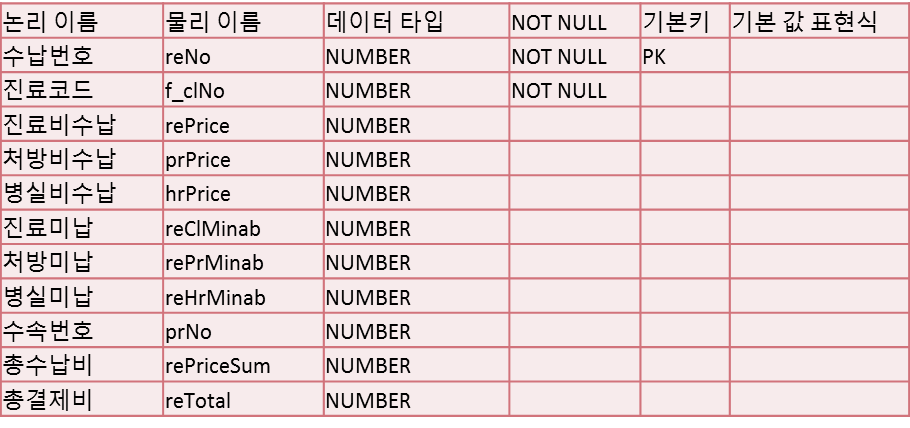 논리 이름 물리 이름 데이터 타입 NOT NULL 기본키 기본 값 표현식
수납번호 reNo NUMBER NOT NULL PK
진료코드 f_clNo NUMBER NOT NULL
진료비수납 rePrice NUMBER
처방비수납 prPrice NUMBER
병실비수납 hrPrice NUMBER
진료미납 reClMinab NUMBER
처방미납 rePrMinab NUMBER
병실미납 reHrMinab NUMBER
수속번호 prNo NUMBER
총수납비 rePriceSum NUMBER
총결제비 reTotal NUMBER